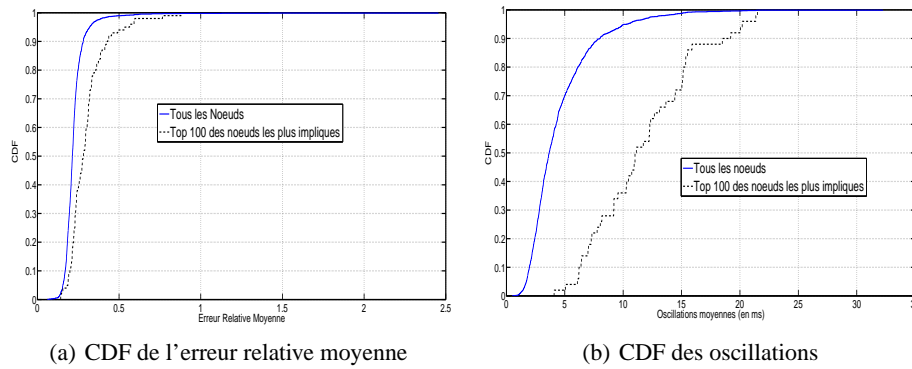 1
0.9
0.8
0.7
0.6
0.5
0.4
0.3
0.2
0.1
0
CDF
Tous les Noeuds
Top 100 des noeuds les plus impliques
0 0.5 1 1.5 2 2.5
Erreur Relative Moyenne
(a) CDF de l'erreur relative moyenne
1
0.9
0.8
0.7
0.6
0.5
0.4
0.3
0.2
0.1
0
CDF
Tous les noeuds
Top 100 des noeuds les plus impliques
0 5 10 15 20 25 30
Oscillations moyennes (en ms)
(b) CDF des oscillations